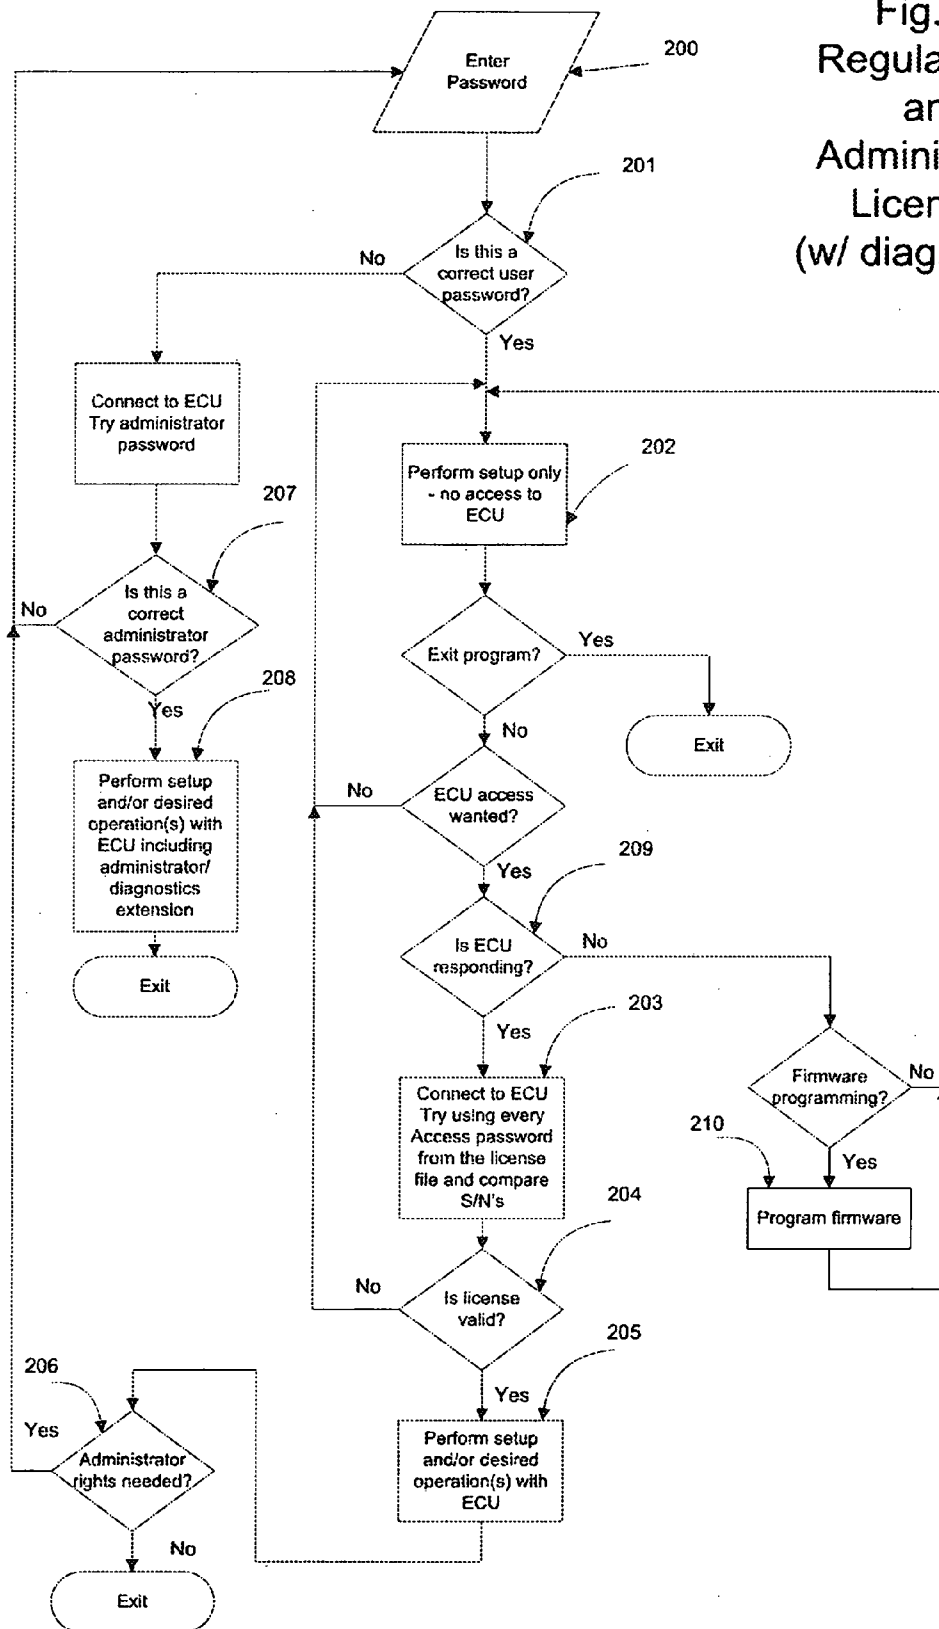 Fig.
Regula
an
Admini
Licen
(w/ diag
Enter
Password
200
201
Is this a
correct user
password?
No
Yes
Connect to ECU
Try administrator
password
Perform setup only
- no access to
ECU
202
207
Is this a
correct
administrator
password?
No
Yes
208
Exit program?
Yes
No
Exit
Perform setup
and/or desired
operation(s) with
ECU including
administrator/
diagnostics
extension
Exit
ECU access
wanted?
No
Yes
209
Is ECU
responding?
No
Yes
203
Connect to ECU
Try using every
Access password
from the license
file and compare
S/N's
Firmware
programming?
No
Yes
210
Program firmware
204
Is license
valid?
No
Yes
205
Perform setup
and/or desired
operation(s) with
ECU
206
Yes
Administrator
rights needed?
No
Exit